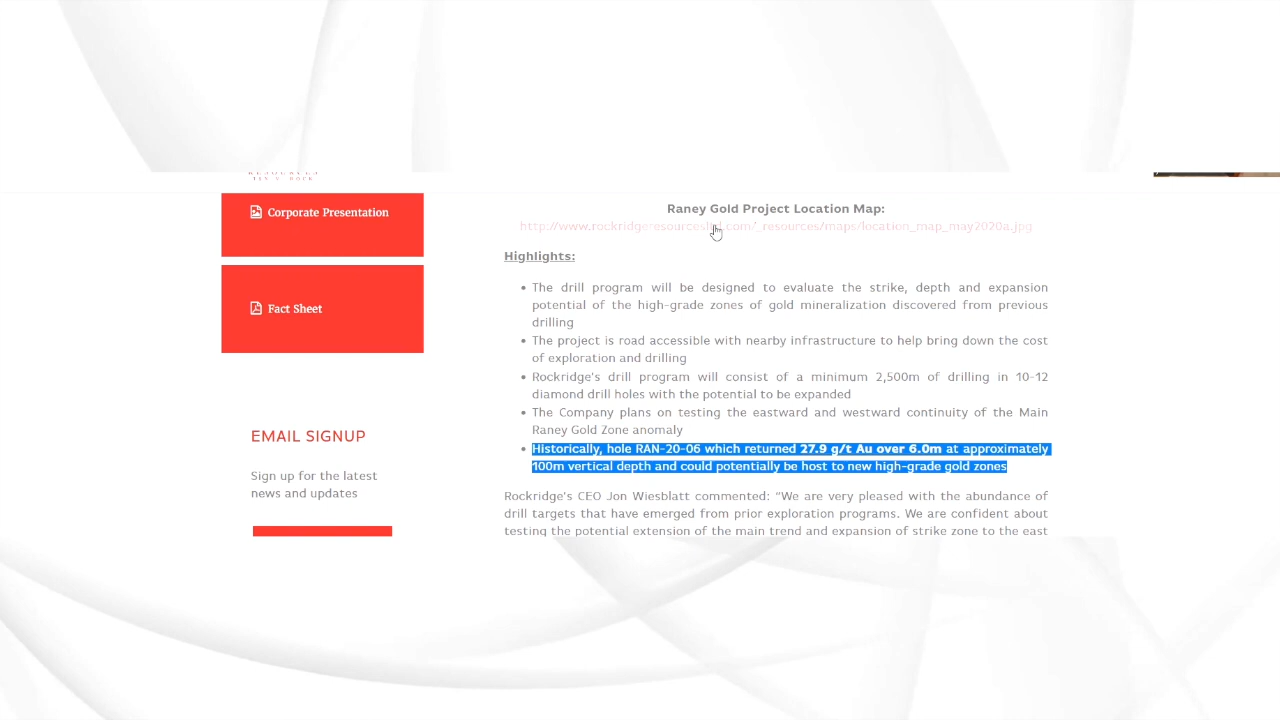 Corporate Presentation
Fact Sheet
EMAIL SIGNUP
Sign up for the latest
news and updates
Raney Gold Project Location Map:
http://www.rockridgeresourcesltd.com/_resources/maps/location_map_may2020a.jpg
Highlights:
• The drill program will be designed to evaluate the strike, depth and expansion
potential of the high-grade zones of gold mineralization discovered from previous
drilling
• The project is road accessible with nearby infrastructure to help bring down the cost
of exploration and drilling
• Rockridge's drill program will consist of a minimum 2,500m of drilling in 10-12
diamond drill holes with the potential to be expanded
• The Company plans on testing the eastward and westward continuity of the Main
Raney Gold Zone anomaly
• Historically, hole RAN-20-06 which returned 27.9 g/t Au over 6.0m at approximately
100m vertical depth and could potentially be host to new high-grade gold zones
Rockridge's CEO Jon Wiesblatt commented: “We are very pleased with the abundance of
drill targets that have emerged from prior exploration programs. We are confident about
testing the potential extension of the main trend and expansion of strike zone to the east